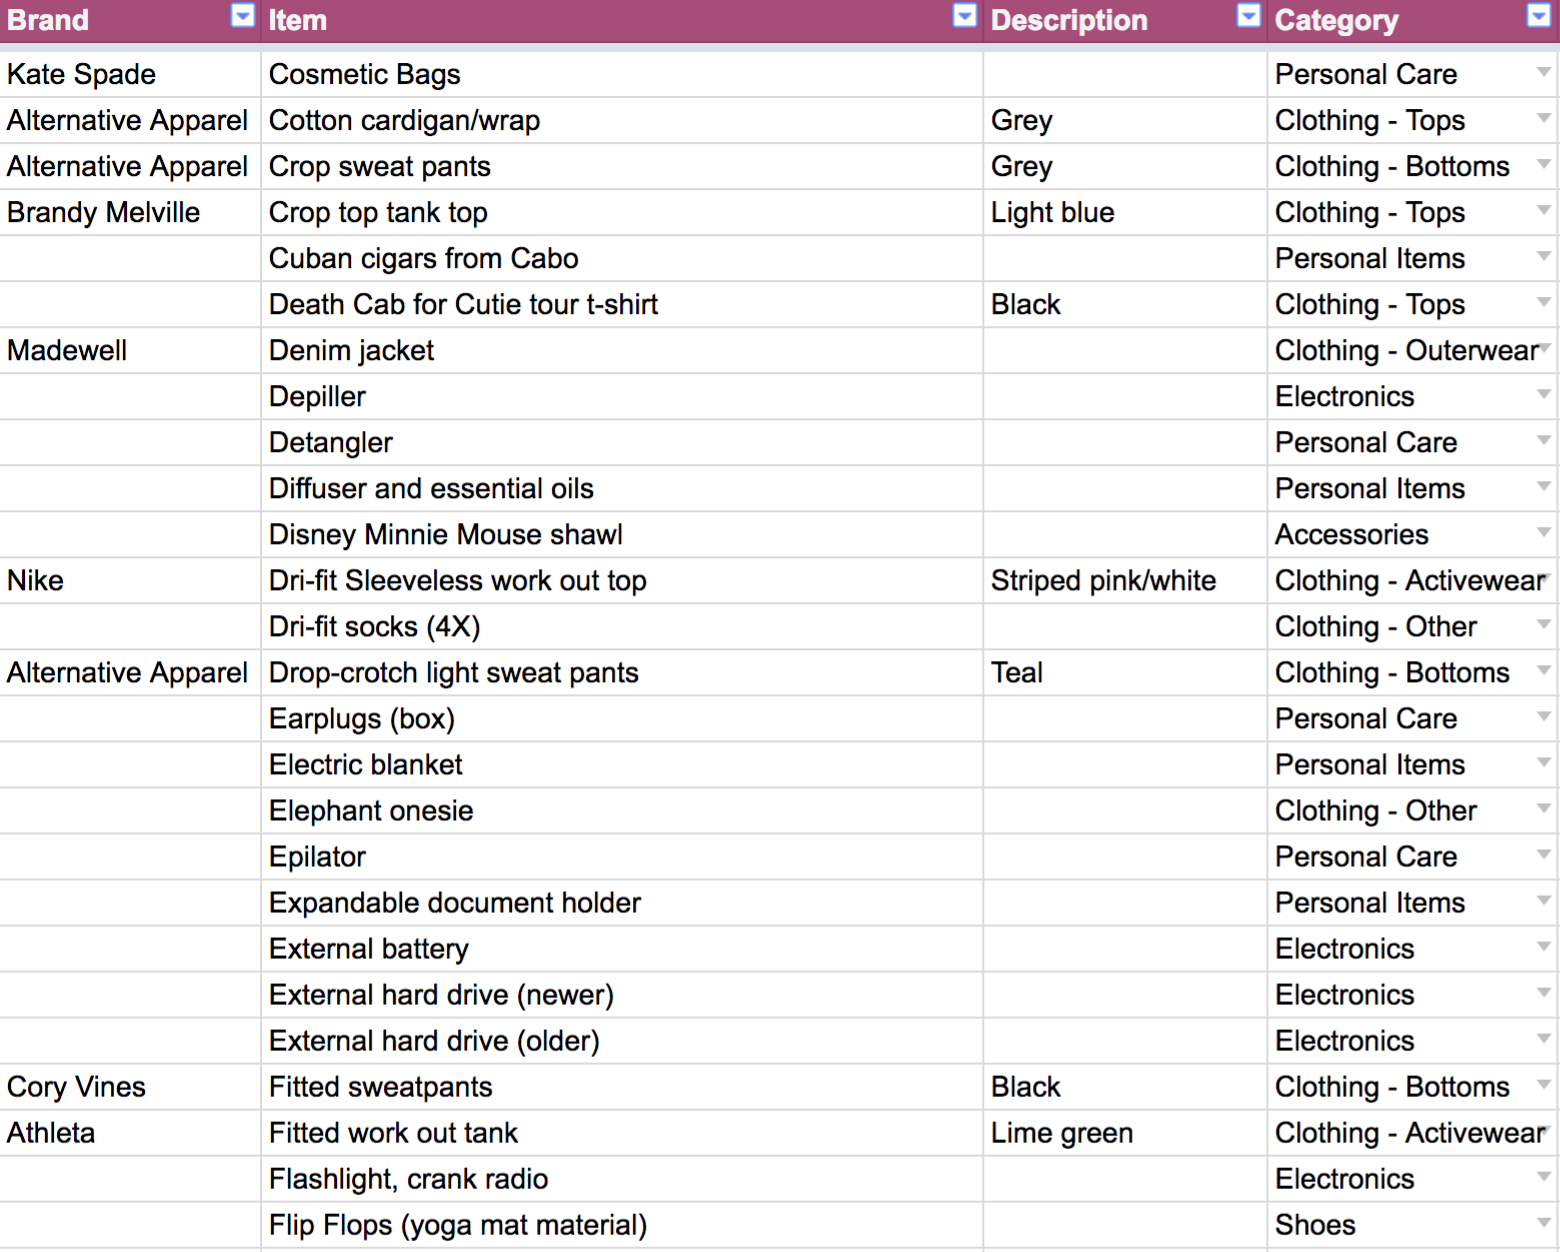 Brand Item Description Category
Kate Spade Cosmetic Bags Personal Care
Alternative Apparel Cotton cardigan/wrap Grey Clothing - Tops
Alternative Apparel Crop sweat pants Grey Clothing - Bottoms
Brandy Melville Crop top tank top Light blue Clothing - Tops
Cuban cigars from Cabo Personal Items
Death Cab for Cutie tour t-shirt Black Clothing - Tops
Madewell Denim jacket Clothing - Outerwear
Depiller Electronics
Detangler Personal Care
Diffuser and essential oils Personal Items
Disney Minnie Mouse shawl Accessories
Nike Dri-fit Sleeveless work out top Striped pink/white Clothing - Activewear
Dri-fit socks (4X) Clothing - Other
Alternative Apparel Drop-crotch light sweat pants Teal Clothing - Bottoms
Earplugs (box) Personal Care
Electric blanket Personal Items
Elephant onesie Clothing - Other
Epilator Personal Care
Expandable document holder Personal Items
External battery Electronics
External hard drive (newer) Electronics
External hard drive (older) Electronics
Cory Vines Fitted sweatpants Black Clothing - Bottoms
Athleta Fitted work out tank Lime green Clothing - Activewear
Flashlight, crank radio Electronics
Flip Flops (yoga mat material) Shoes